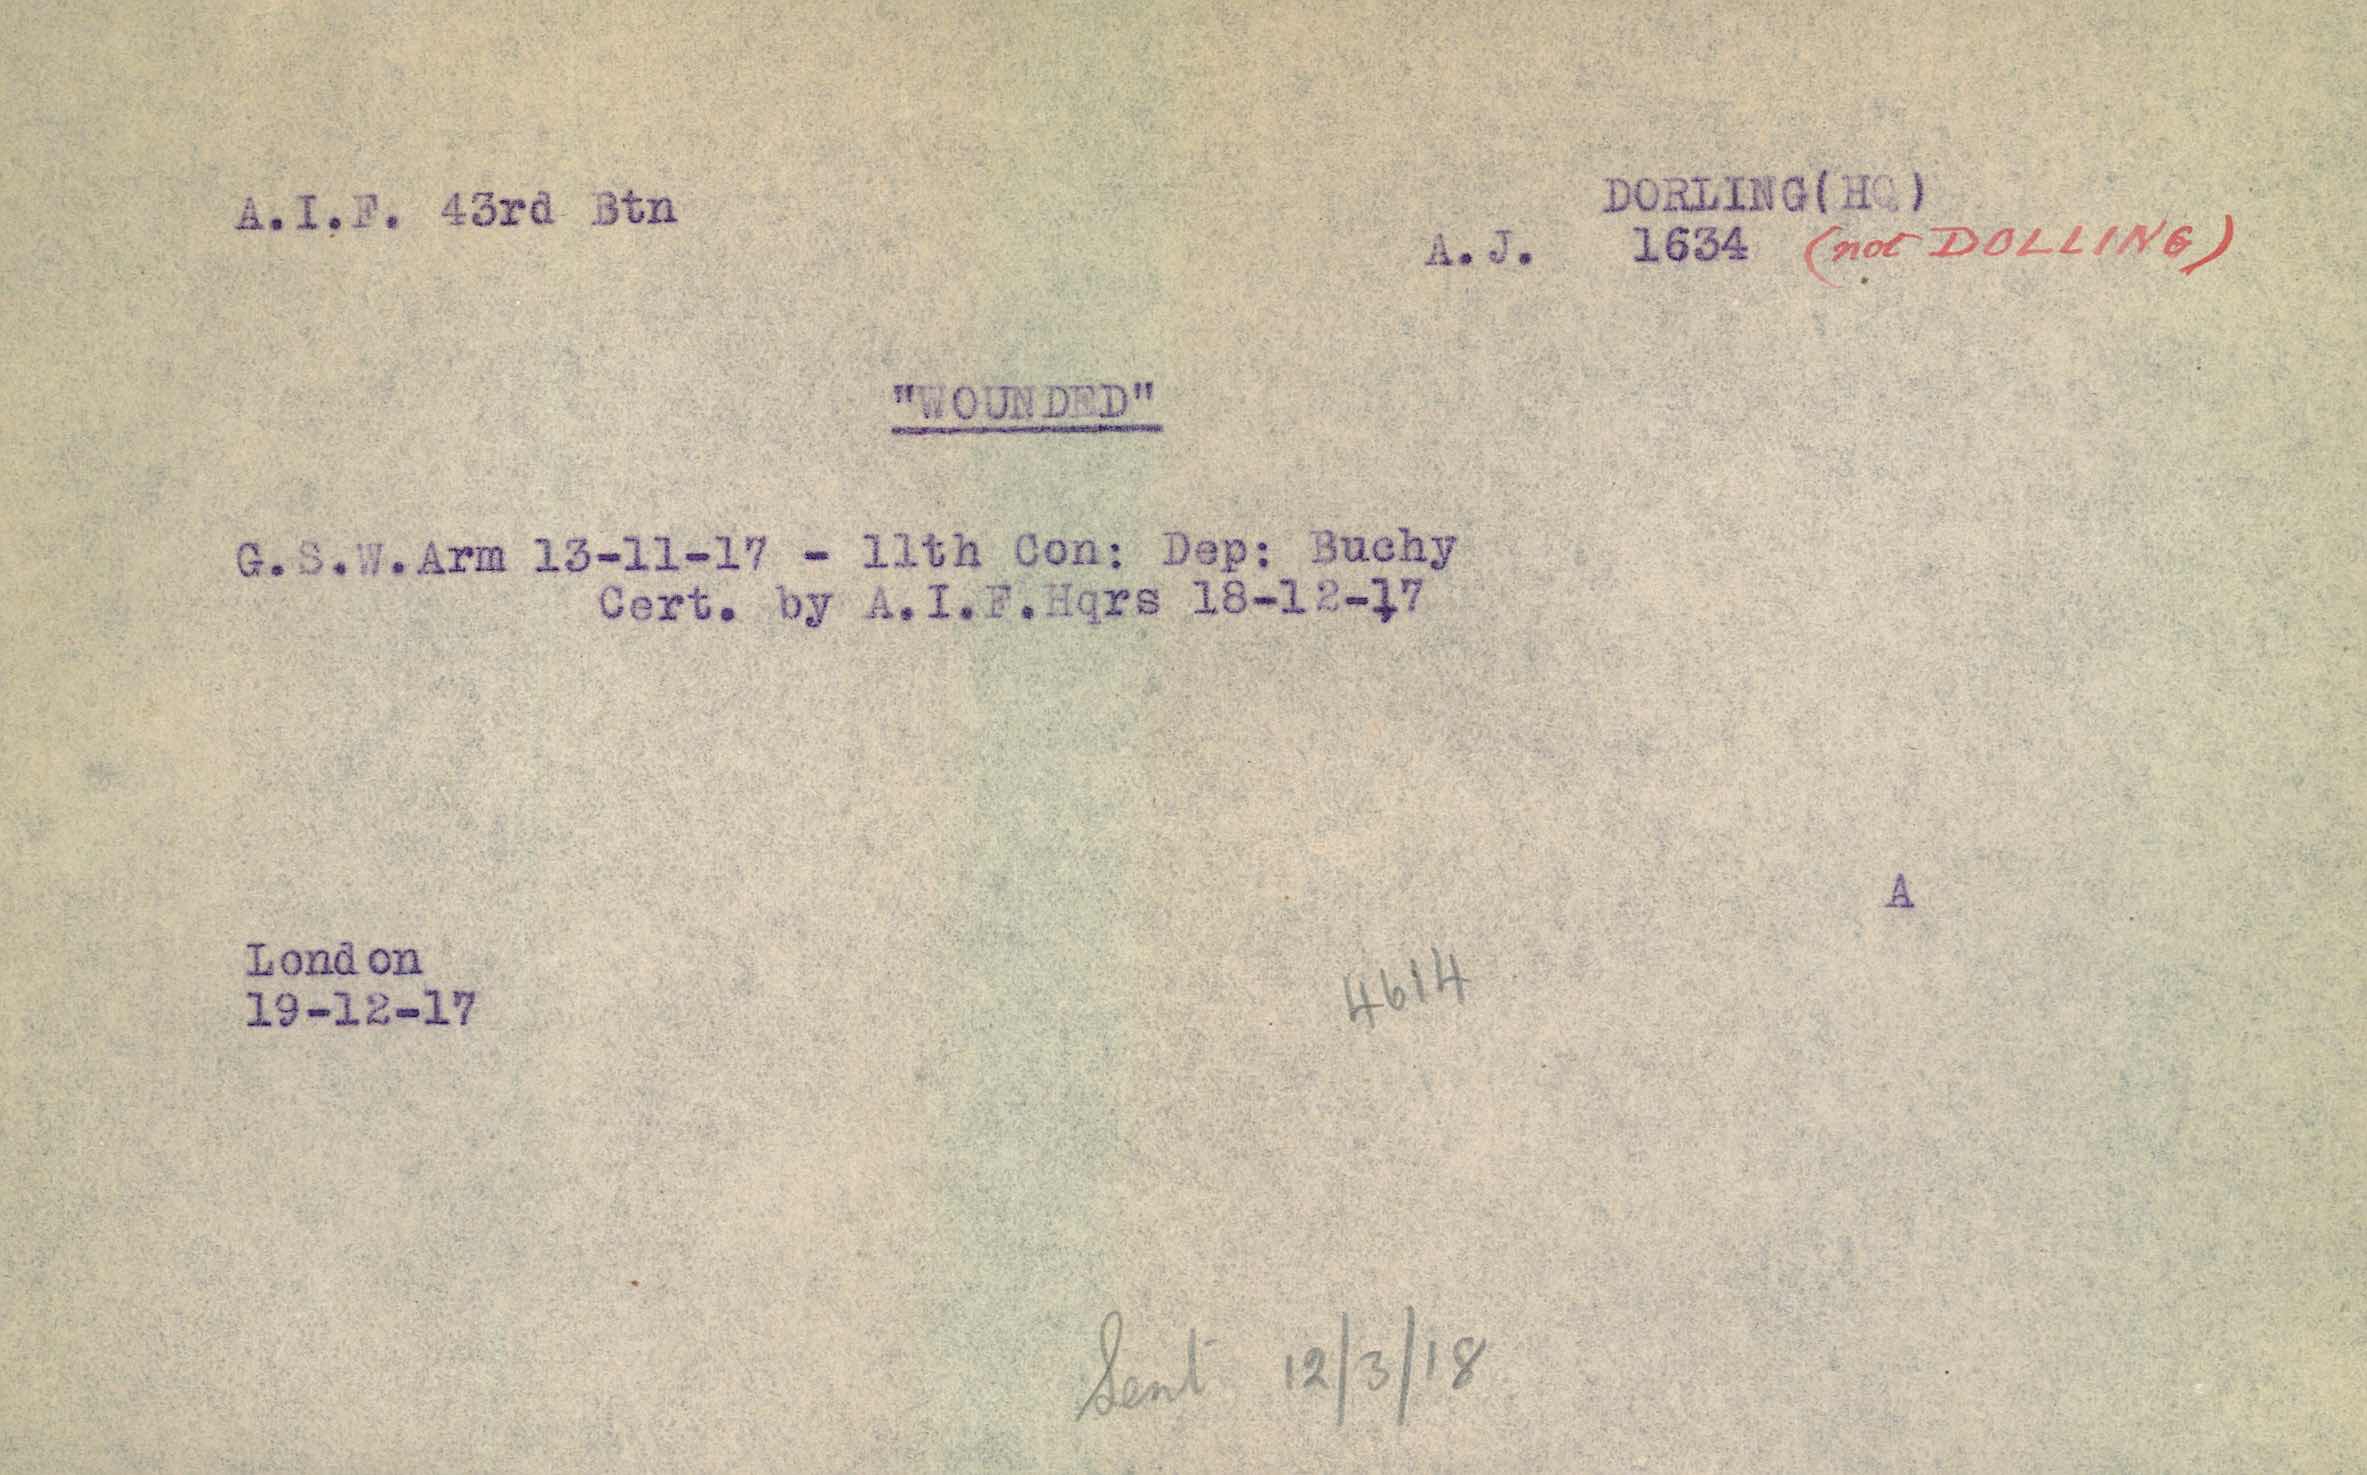 A.I.F. 43rd Btn
DORLING(HQ)
A.J. 1634 (not DOLLING)
"WOUNDED"
G.S.W.Arm 13-11-17 - 11th Con: Dep: Buchy
Cert. by A.I.F.Hqrs 18-12-17
A
London
19-12-17
4614
Sent 12/3/18